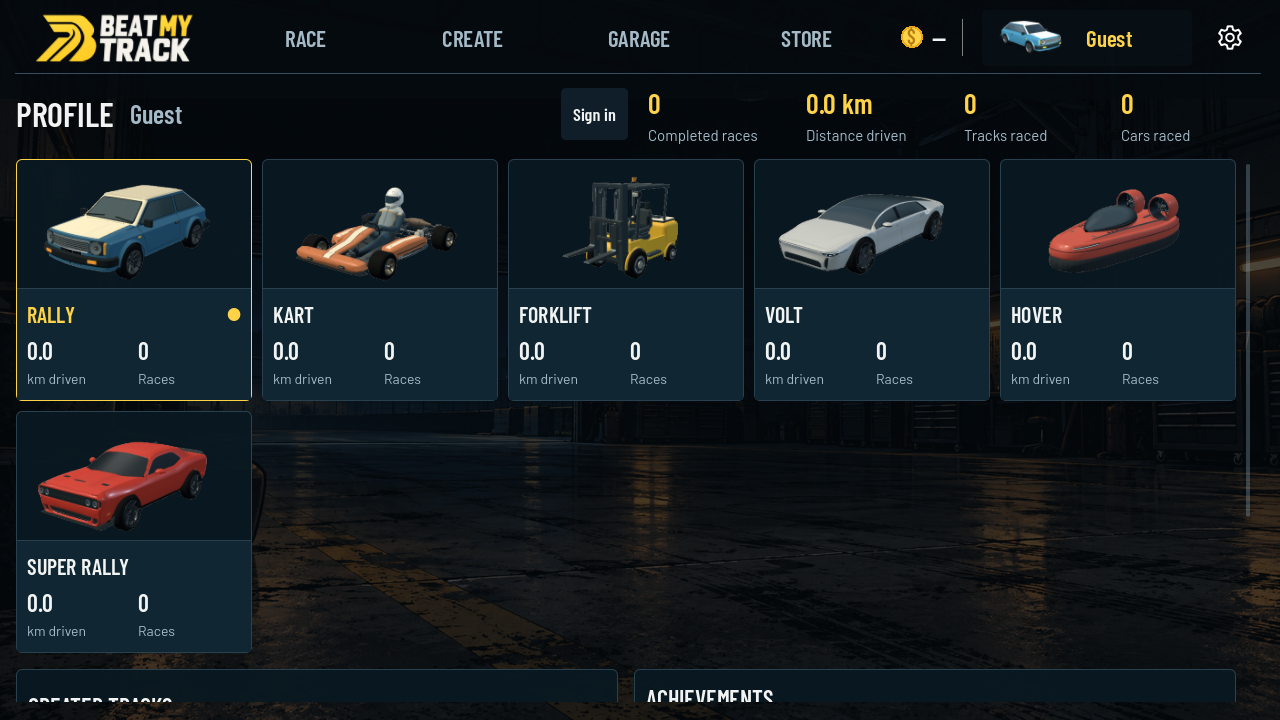 BEATMY
TRACK
RACE
CREATE
GARAGE
STORE
–
Guest
PROFILE
Guest
Sign in
0
Completed races
0.0 km
Distance driven
0
Tracks raced
0
Cars raced
RALLY
0.0
km driven
0
Races
KART
0.0
km driven
0
Races
FORKLIFT
0.0
km driven
0
Races
VOLT
0.0
km driven
0
Races
HOVER
0.0
km driven
0
Races
SUPER RALLY
0.0
km driven
0
Races
CREATED TRACKS
ACHIEVEMENTS